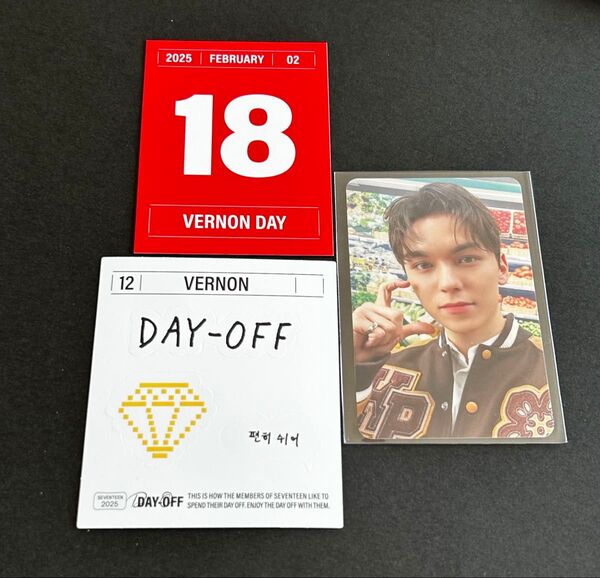 2025 FEBRUARY 02
18
VERNON DAY
12 VERNON
DAY-OFF
편히 쉬어
SEVENTEEN
2025
DAY-OFF
THIS IS HOW THE MEMBERS OF SEVENTEEN LIKE TO
SPEND THEIR DAY OFF. ENJOY THE DAY OFF WITH THEM.